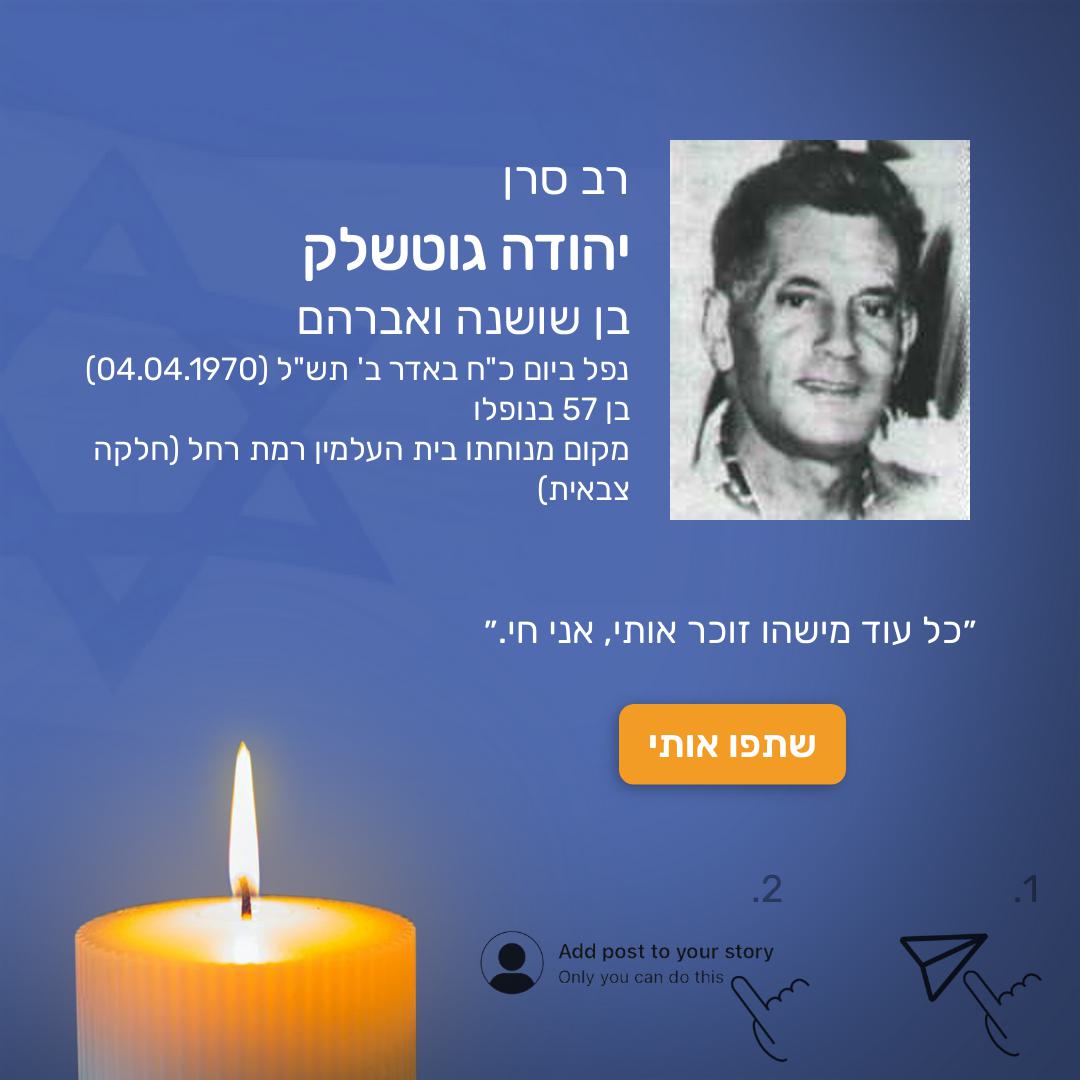 רב סרן
יהודה גוטשלק
בן שושנה ואברהם
נפל ביום כ"ח באדר ב' תש"ל (04.04.1970)
בן 57 בנופלו
מקום מנוחתו בית העלמין רמת רחל (חלקה
צבאית)
״כל עוד מישהו זוכר אותי, אני חי.״
שתפו אותי
1.
2.
Add post to your story
Only you can do this